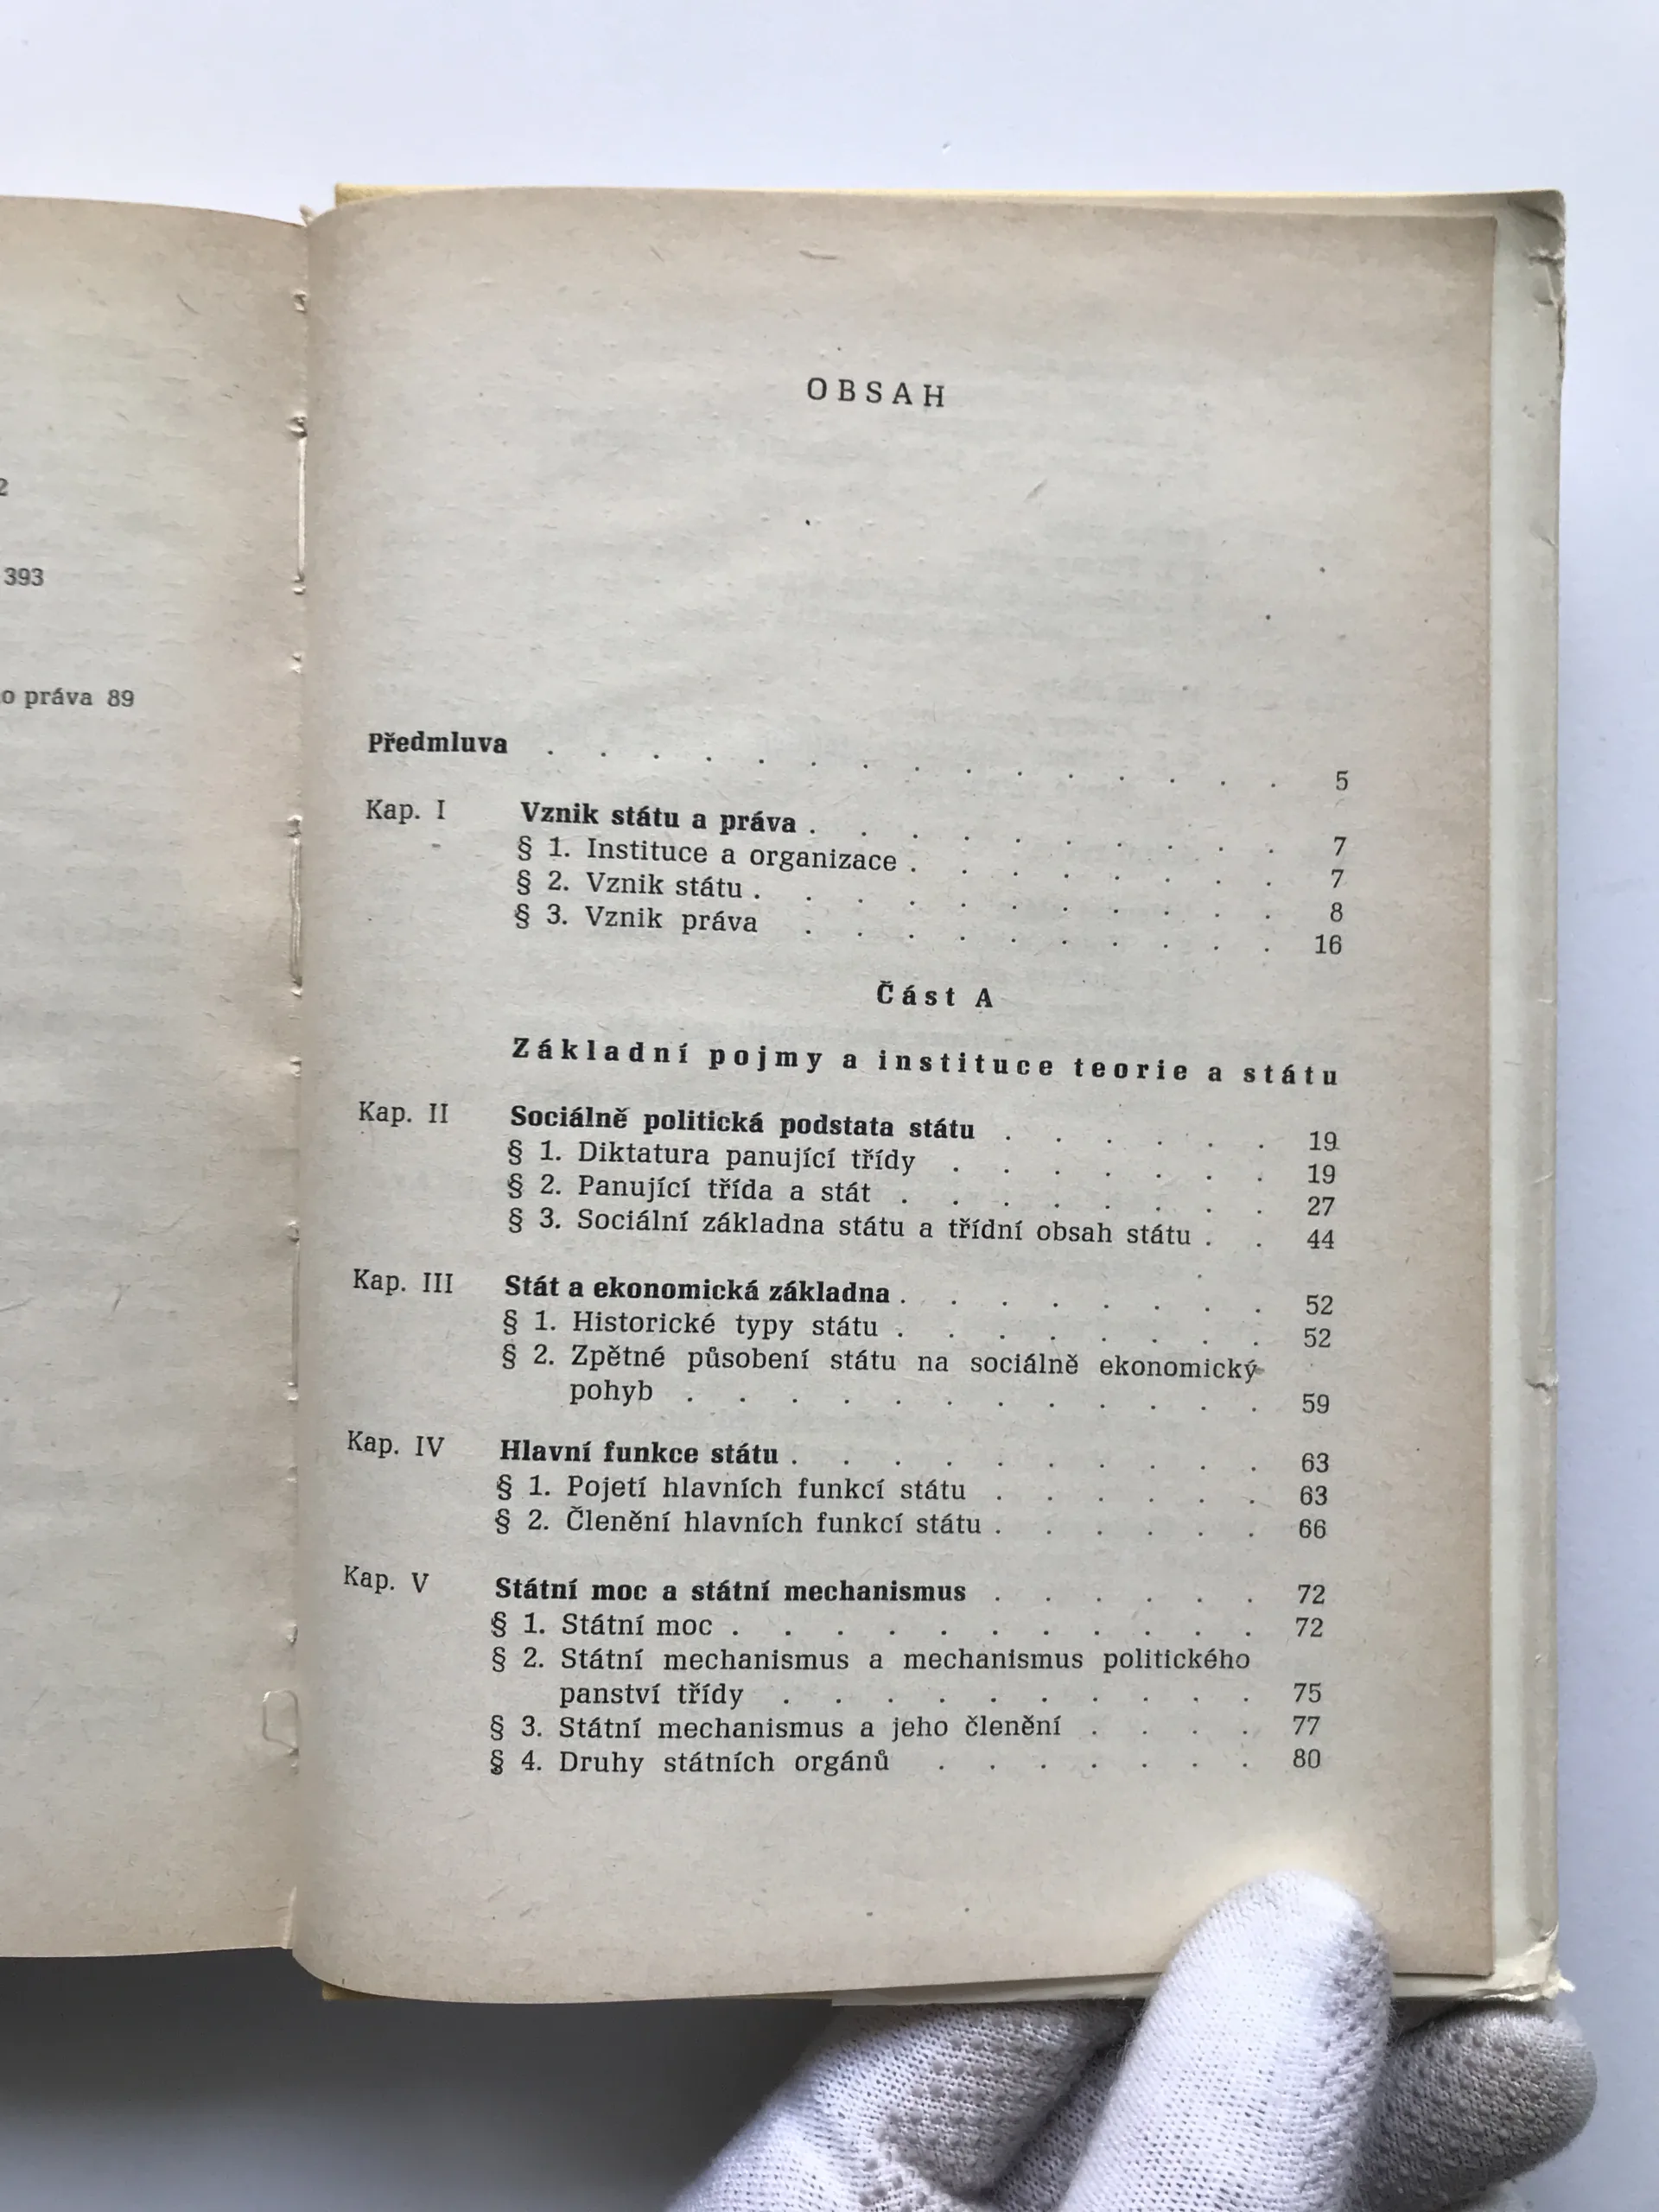 2
393
práva 89
OBSAH
Předmluva . . . . . . . . . . . . . . . 5
Kap. I Vznik státu a práva . . . . . . . . . . 7
§ 1. Instituce a organizace . . . . . . . . 7
§ 2. Vznik státu . . . . . . . . . . . 8
§ 3. Vznik práva . . . . . . . . . . 16
Část A
Základní pojmy a instituce teorie a státu
Kap. II Sociálně politická podstata státu . . . . . . 19
§ 1. Diktatura panující třídy . . . . . . . 19
§ 2. Panující třída a stát . . . . . . . . 27
§ 3. Sociální základna státu a třídní obsah státu . . 44
Kap. III Stát a ekonomická základna . . . . . . . . 52
§ 1. Historické typy státu . . . . . . . . 52
§ 2. Zpětné působení státu na sociálně ekonomický
pohyb . . . . . . . . . . . . 59
Kap. IV Hlavní funkce státu . . . . . . . . . . 63
§ 1. Pojetí hlavních funkcí státu . . . . . . 63
§ 2. Členění hlavních funkcí státu . . . . . . 66
Kap. V Státní moc a státní mechanismus . . . . . . 72
§ 1. Státní moc . . . . . . . . . . . 72
§ 2. Státní mechanismus a mechanismus politického
panství třídy . . . . . . . . . . 75
§ 3. Státní mechanismus a jeho členění . . . . 77
§ 4. Druhy státních orgánů . . . . . . . 80